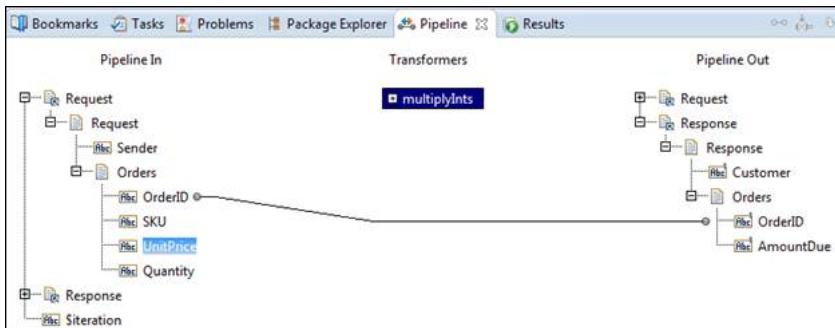 Bookmarks Tasks Problems Package Explorer Pipeline Results
Pipeline In Transformers Pipeline Out
Request multiplyInts Request
Request Response
Sender Response
Orders Customer
OrderID Orders
SKU OrderID
UnitPrice AmountDue
Quantity
Response
$iteration